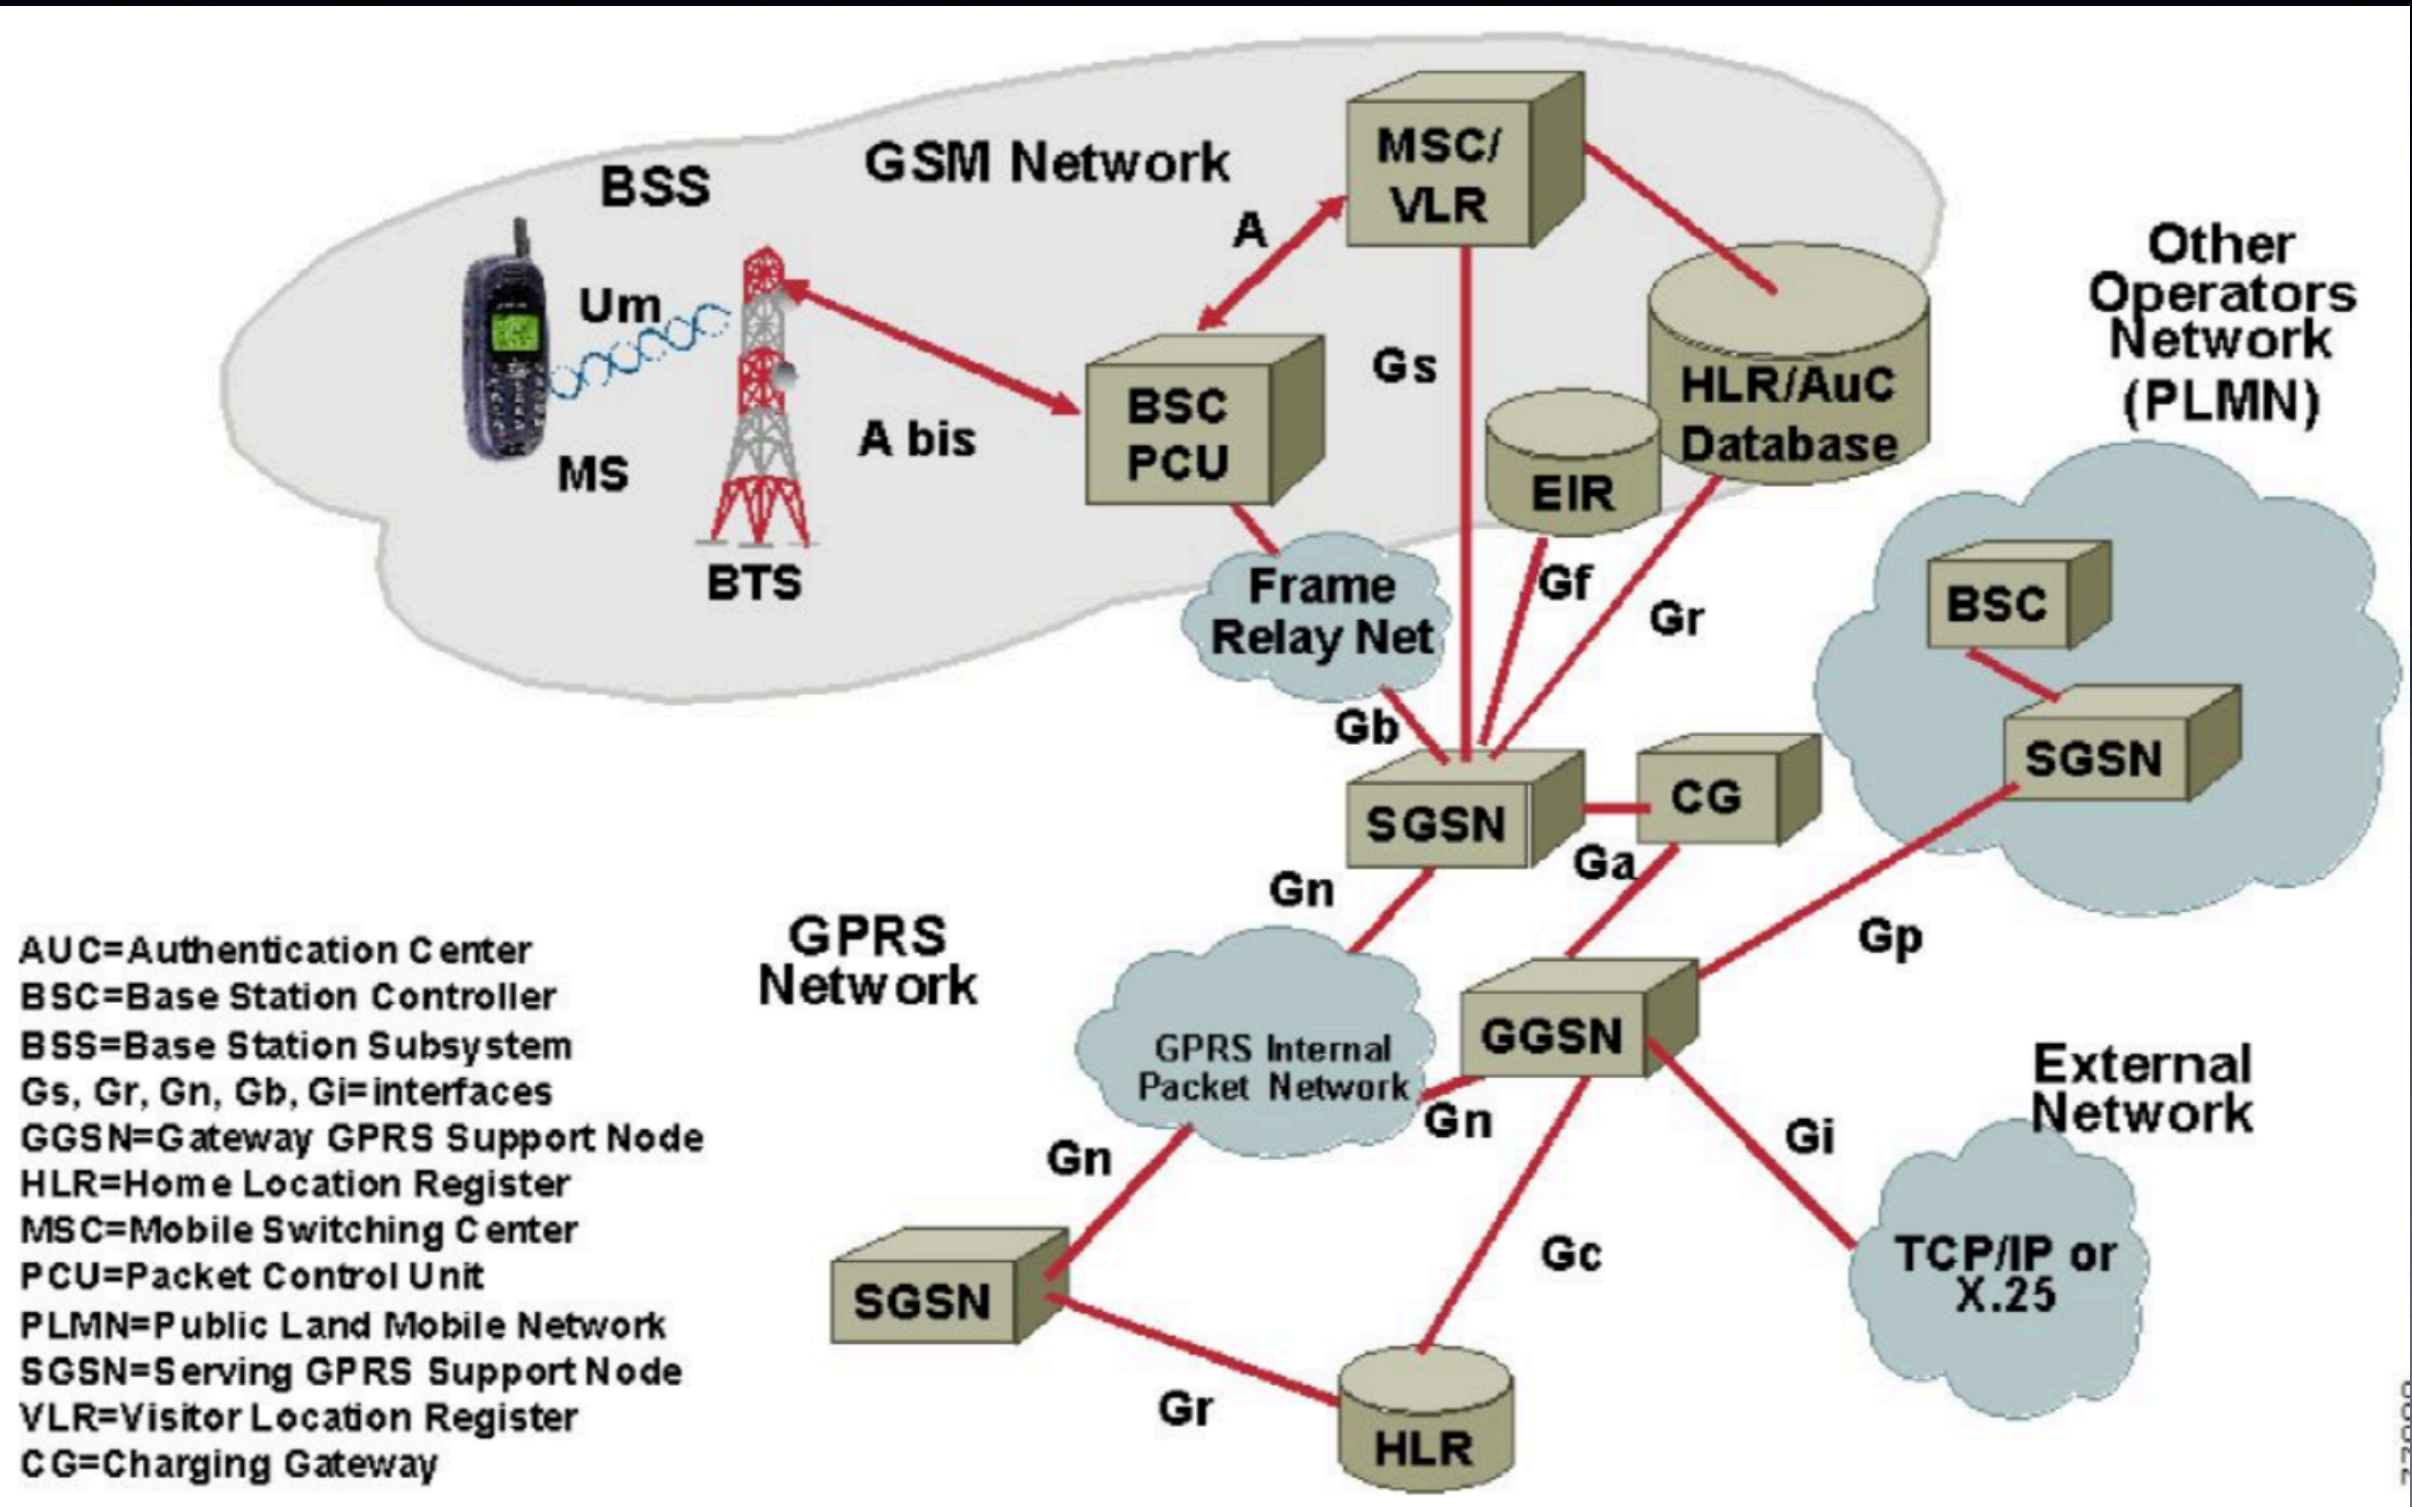 BSS
GSM Network
MSC/
VLR
A
Um
Gs
Other
Operators
Network
(PLMN)
HLR/AuC
Database
BSC
PCU
A bis
MS
EIR
BTS
Frame
Relay Net
Gf
Gr
BSC
Gb
SGSN
SGSN
CG
Ga
Gn
Gp
GPRS
Network
GPRS Internal
Packet Network
GGSN
Gn
Gn
Gi
External
Network
TCP/IP or
X.25
Gc
SGSN
Gr
HLR
AUC=Authentication Center
BSC=Base Station Controller
BSS=Base Station Subsystem
Gs, Gr, Gn, Gb, Gi=interfaces
GGSN=Gateway GPRS Support Node
HLR=Home Location Register
MSC=Mobile Switching Center
PCU=Packet Control Unit
PLMN=Public Land Mobile Network
SGSN=Serving GPRS Support Node
VLR=Visitor Location Register
CG=Charging Gateway